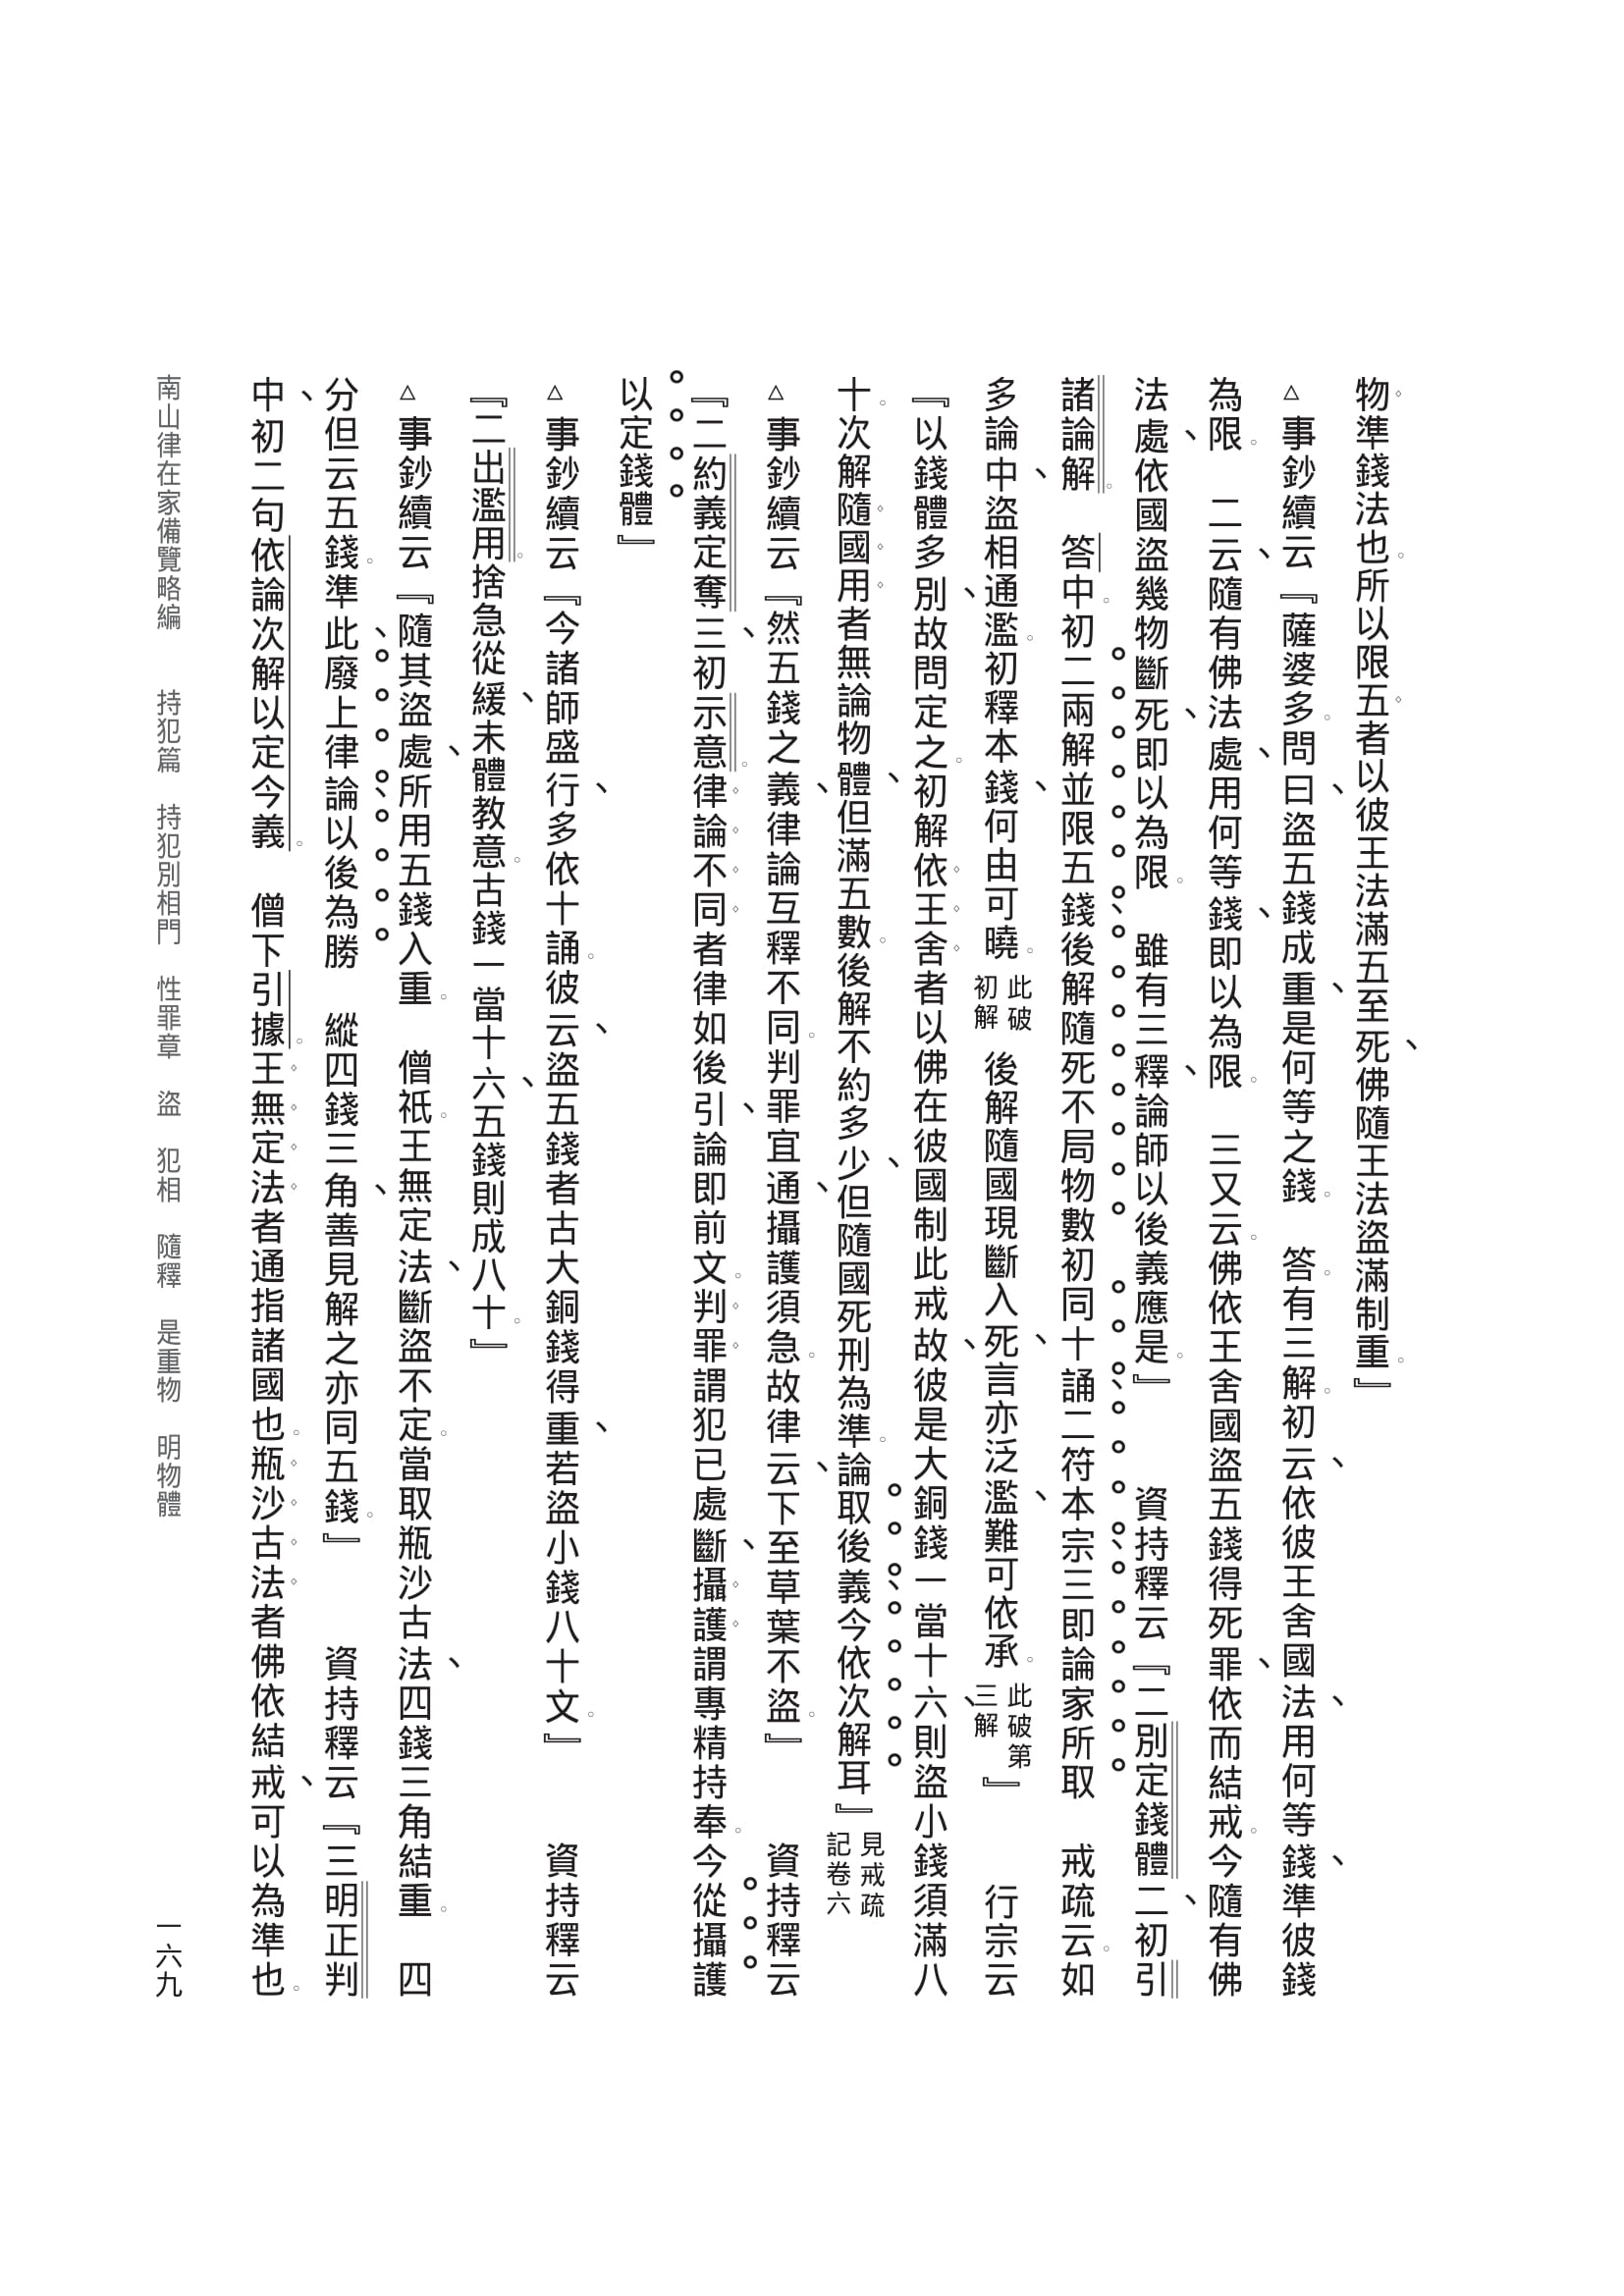 物準錢法也。所以限五者以彼王法滿五至死、佛隨王法盜滿制重。』
△事鈔續云『薩婆多。問曰、盜五錢成重、是何等之錢。　答。有三解。初云、依彼王舍國法、用何等錢、準彼錢
為限。　二云、隨有佛法處、用何等錢、即以為限。　三又云。佛依王舍國盜五錢得死罪、依而結戒。今隨有佛
法處、依國盜幾物斷死、即以為限。　雖有三釋、論師以後義應是。』　　資持釋云『二別定錢體二、初引
諸論解。　答中。初二兩解並限五錢、後解隨死不局物數初同十誦、二符本宗、三即論家所取　戒疏云。如
多論中、盜相通濫。初釋本錢、何由可曉。此破初解　後解隨國現斷入死、言亦泛濫、難可依承。此破第三解』　　行宗云
『以錢體多別、故問定之。初解依王舍者以佛在彼國制此戒故、彼是大銅錢一當十六、則盜小錢須滿八
十。次解隨國用者無論物體、但滿五數。後解不約多少、但隨國死刑為準。論取後義、今依次解耳』見戒疏記卷六
△事鈔續云『然五錢之義、律論互釋不同。判罪宜通、攝護須急。故律云、下至草葉不盜。』　　資持釋云
『二約義定奪三、初示意。律論不同者律如後引、論即前文。判罪謂犯已處斷、攝護謂專精持奉。今從攝護
以定錢體』
△事鈔續云『今諸師盛行、多依十誦。彼云、盜五錢者古大銅錢得重、若盜小錢八十文。』　　資持釋云
『二出濫用。捨急從緩、未體教意。古錢一當十六、五錢則成八十。』
△事鈔續云『隨其盜處、所用五錢入重。　僧祇。王無定法、斷盜不定。當取瓶沙古法、四錢三角結重。　四
分但云五錢。準此廢上、律論以後為勝　縱四錢三角、善見解之亦同五錢。』　　資持釋云『三明正判
中、初二句依論次解以定今義。　僧下引據。王無定法者通指諸國也。瓶沙古法者佛依結戒、可以為準也。
南山律在家備覽略編　持犯篇　持犯別相門　性罪章　盜　犯相　隨釋　是重物　明物體
一六九